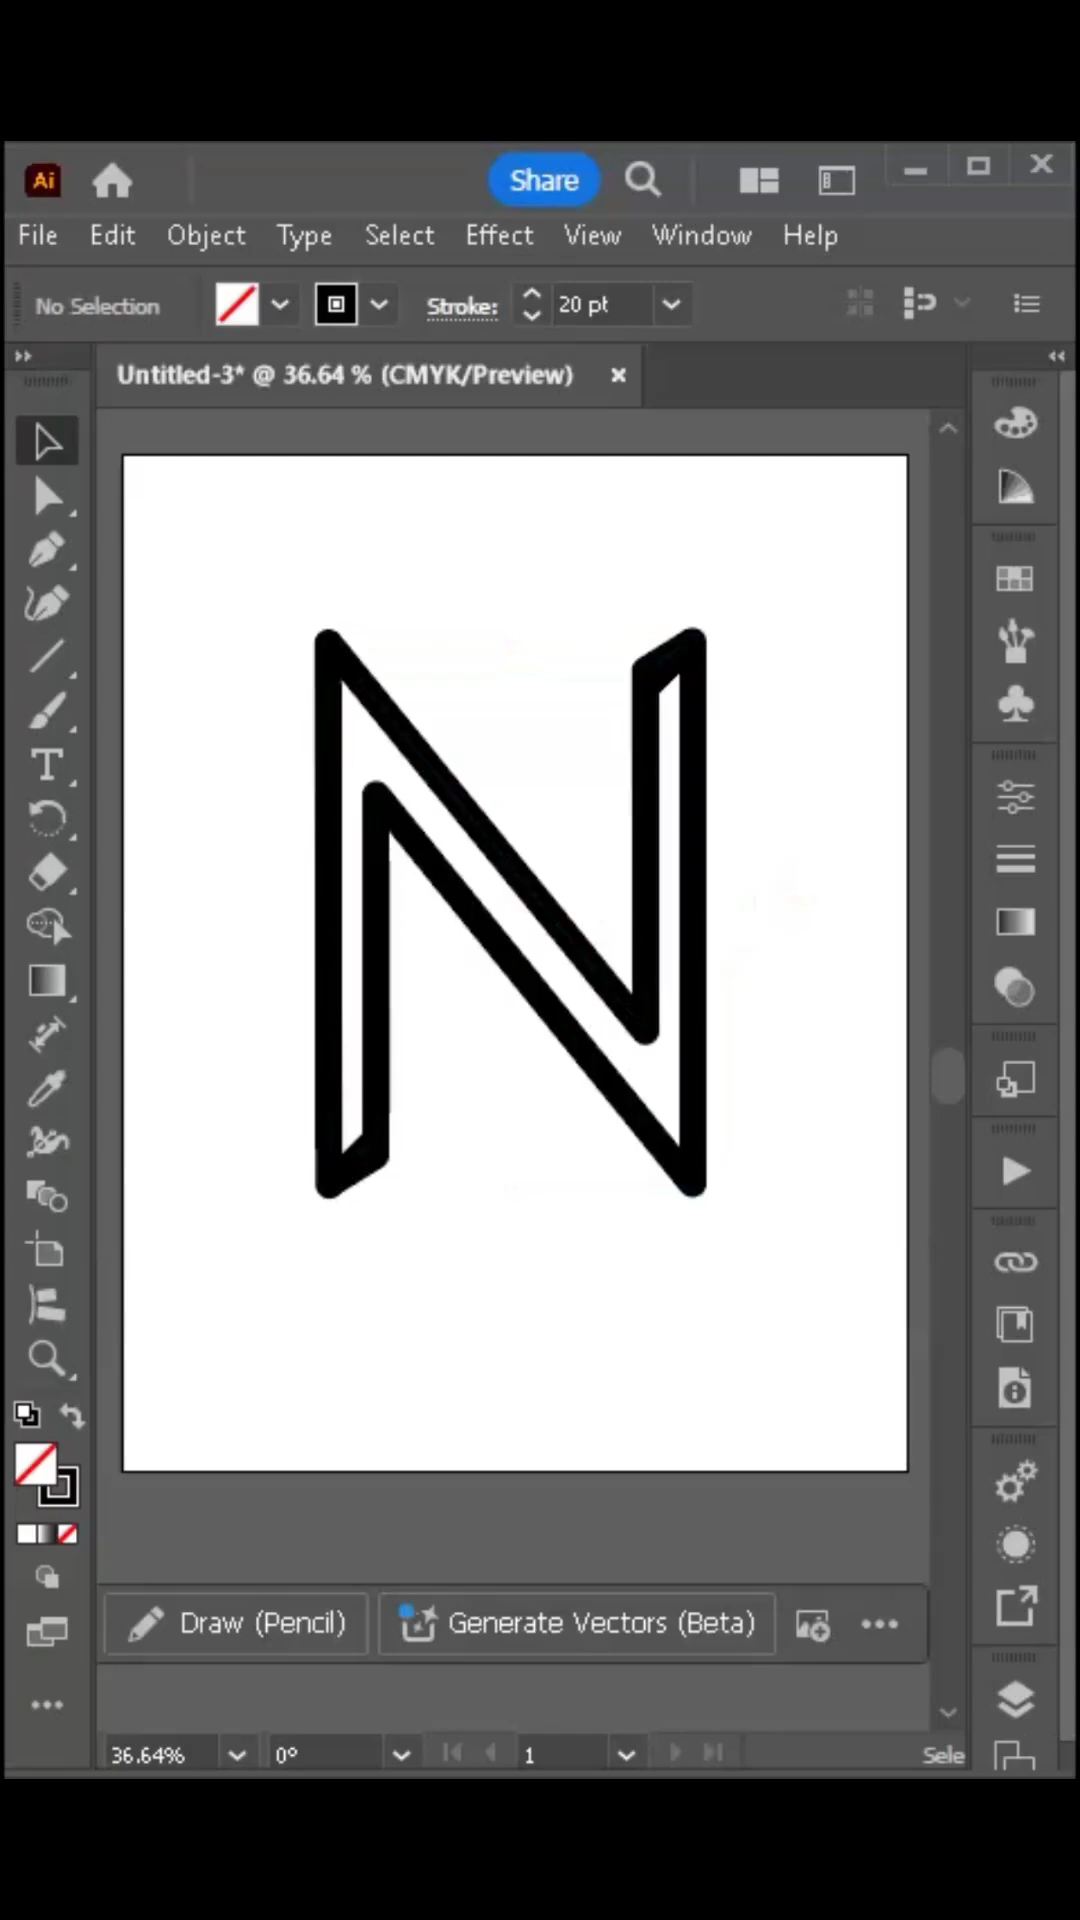 Ai Share
File Edit Object Type Select Effect View Window Help
No Selection Stroke: 20 pt
Untitled-3* @ 36.64 % (CMYK/Preview) ×
N
Draw (Pencil) Generate Vectors (Beta)
36.64% 0° 1 Sele